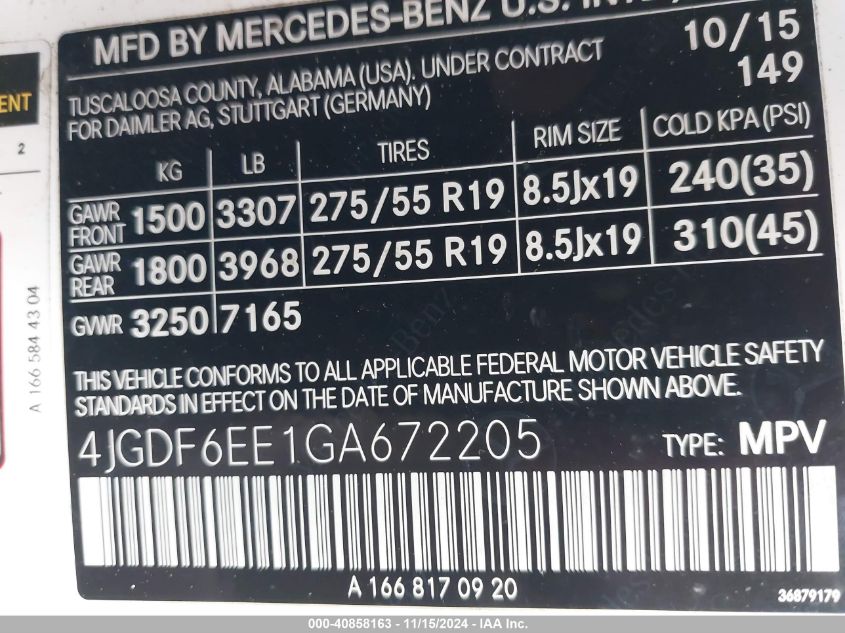 MFD BY MERCEDES-BENZ U.S.
10/15
149
TUSCALOOSA COUNTY, ALABAMA (USA). UNDER CONTRACT
FOR DAIMLER AG, STUTTGART (GERMANY)
KG LB TIRES RIM SIZE COLD KPA (PSI)
GAWR FRONT 1500 3307 275/55 R19 8.5Jx19 240(35)
GAWR REAR 1800 3968 275/55 R19 8.5Jx19 310(45)
GVWR 3250 7165
THIS VEHICLE CONFORMS TO ALL APPLICABLE FEDERAL MOTOR VEHICLE SAFETY
STANDARDS IN EFFECT ON THE DATE OF MANUFACTURE SHOWN ABOVE.
4JGDF6EE1GA672205 TYPE: MPV
A 166 817 09 20
36879179
ENT
2
A 166 584 43 04
000-40858163 - 11/15/2024 - IAAI Inc.